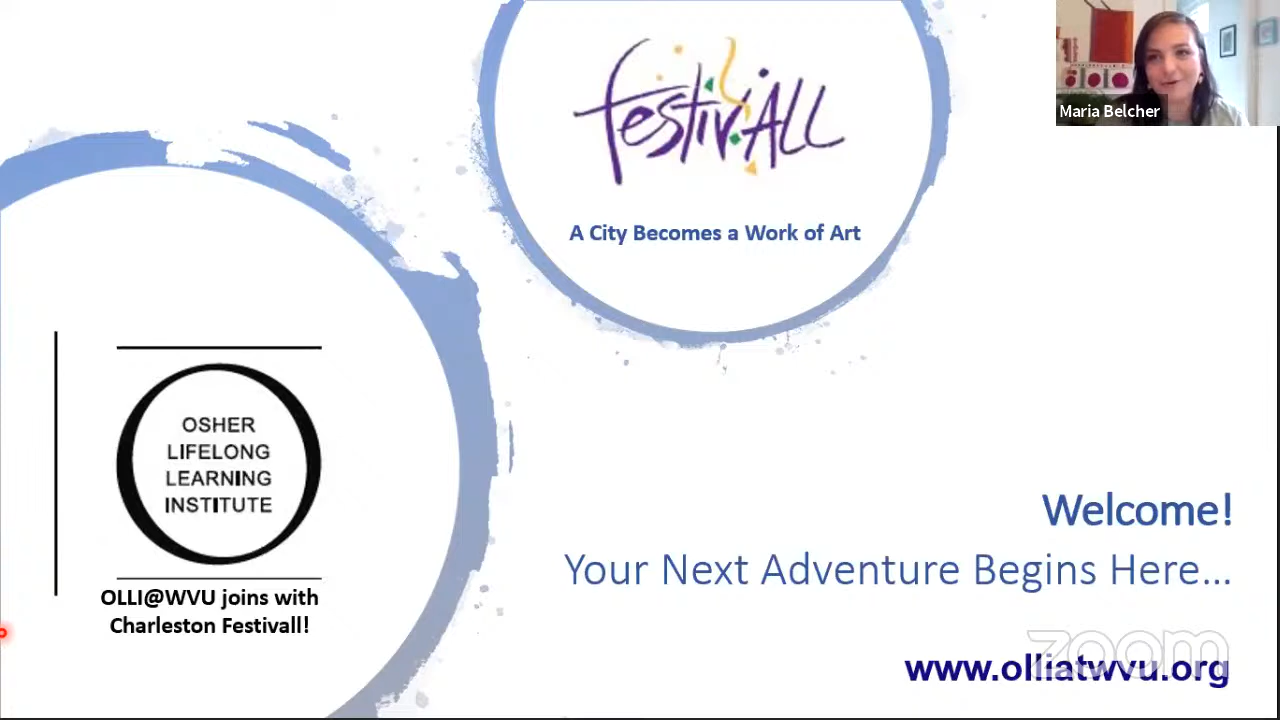 festivALL
A City Becomes a Work of Art
Maria Belcher
OSHER
LIFELONG
LEARNING
INSTITUTE
OLLI@WVU joins with
Charleston Festivall!
Welcome!
Your Next Adventure Begins Here...
zoom
www.olliatwvu.org